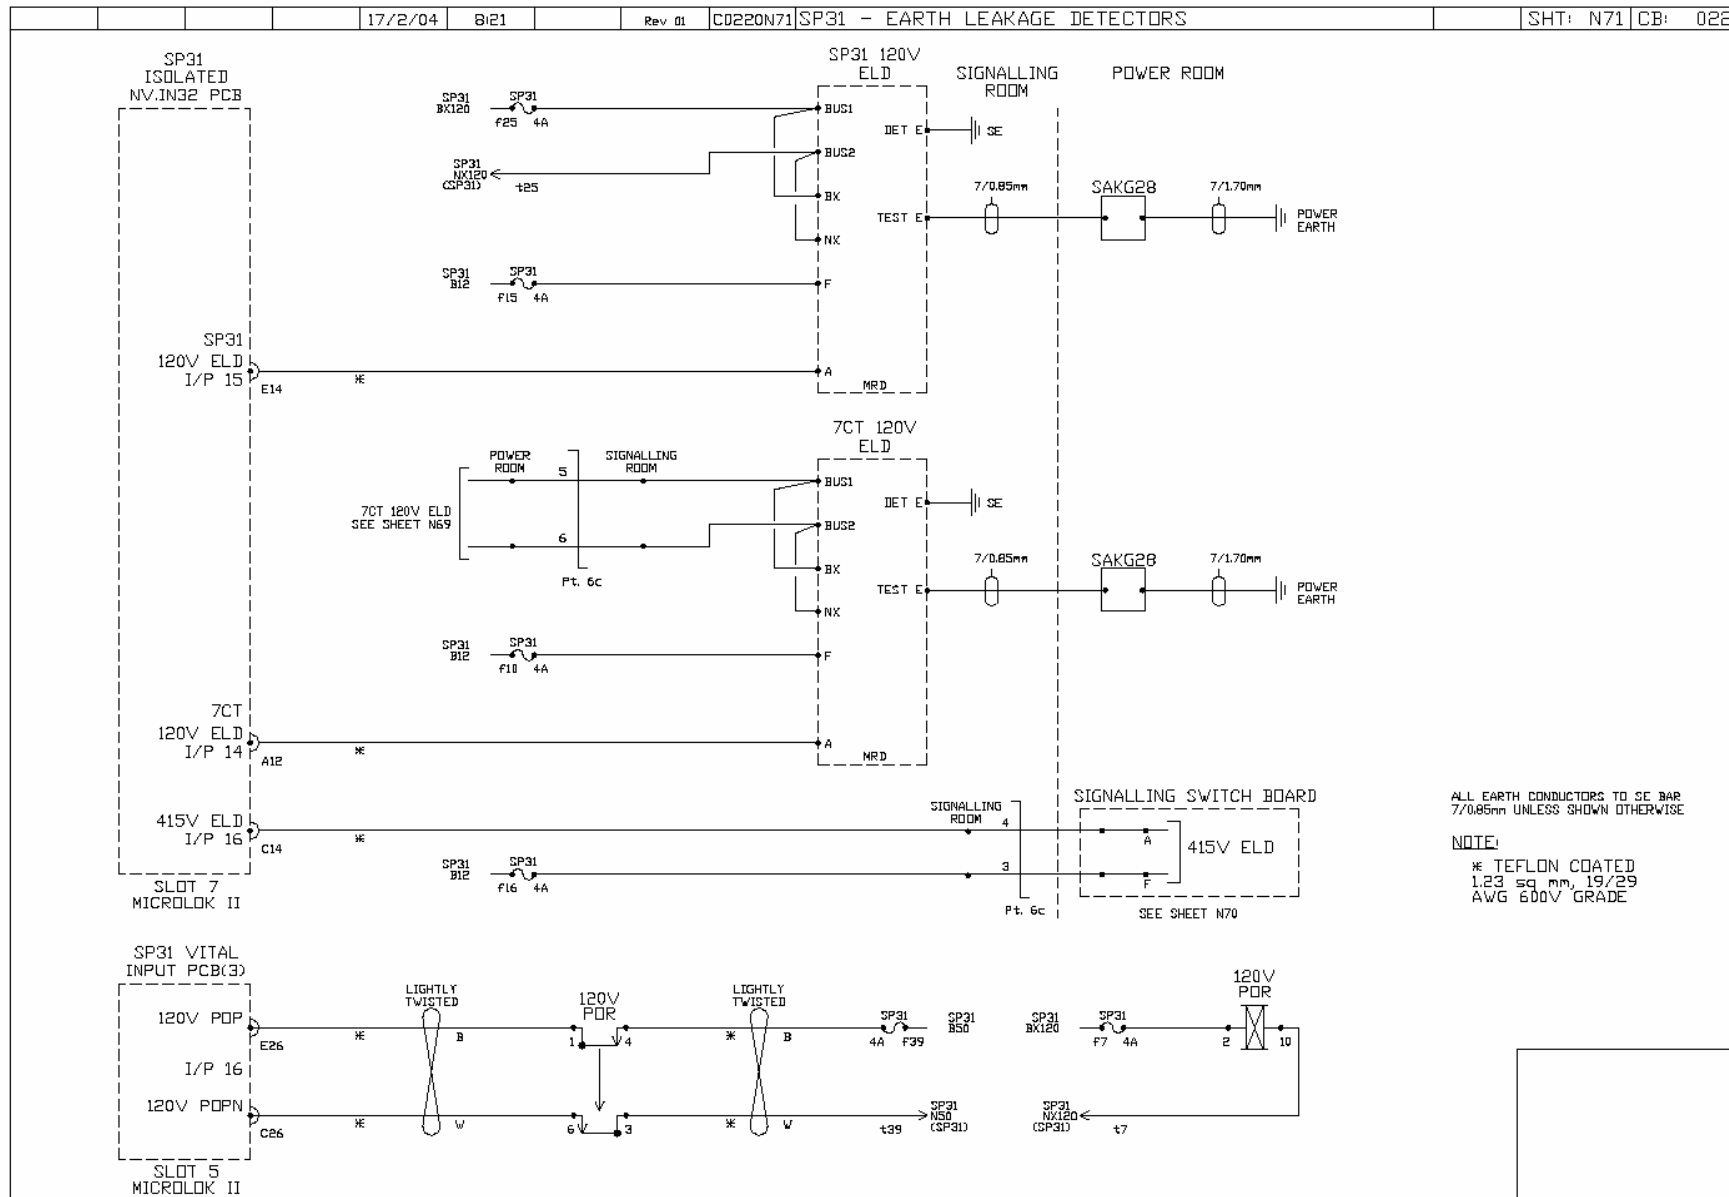 17/2/04 8:21 Rev 01 CD220N71 SP31 - EARTH LEAKAGE DETECTORS SHT: N71 CB: 022
SP31
ISOLATED
NV.IN32 PCB
SP31
BX120
SP31
f25 4A
SP31
NX120
(SP31)
t25
SP31
B12
SP31
f15 4A
SP31 120V
ELD
BUS1
BUS2
BX
NX
F
A
DET E
TEST E
MRD
SE
SIGNALLING
ROOM
POWER ROOM
7/0.85mm
SAKG28
7/1.70mm
POWER
EARTH
SP31
120V ELD
I/P 15
E14
*
7CT 120V
ELD
POWER
ROOM
5
SIGNALLING
ROOM
7CT 120V ELD
SEE SHEET N69
6
Pt. 6c
BUS1
BUS2
BX
NX
F
A
DET E
TEST E
MRD
SE
7/0.85mm
SAKG28
7/1.70mm
POWER
EARTH
SP31
B12
SP31
f10 4A
7CT
120V ELD
I/P 14
A12
*
415V ELD
I/P 16
C14
*
SP31
B12
SP31
f16 4A
SLOT 7
MICROLOK II
SIGNALLING
ROOM
4
3
Pt. 6c
SIGNALLING SWITCH BOARD
A
415V ELD
F
SEE SHEET N70
ALL EARTH CONDUCTORS TO SE BAR
7/0.85mm UNLESS SHOWN OTHERWISE
NOTE:
* TEFLON COATED
1.23 sq mm, 19/29
AWG 600V GRADE
SP31 VITAL
INPUT PCB(3)
120V POP
E26
I/P 16
120V POPN
C26
SLOT 5
MICROLOK II
LIGHTLY
TWISTED
* B
* W
120V
POR
1 4
6 3
LIGHTLY
TWISTED
* B
* W
SP31
4A f39
SP31
B50
SP31
N50
(SP31)
t39
SP31
BX120
SP31
f7 4A
120V
POR
2 10
SP31
NX120
(SP31)
t7